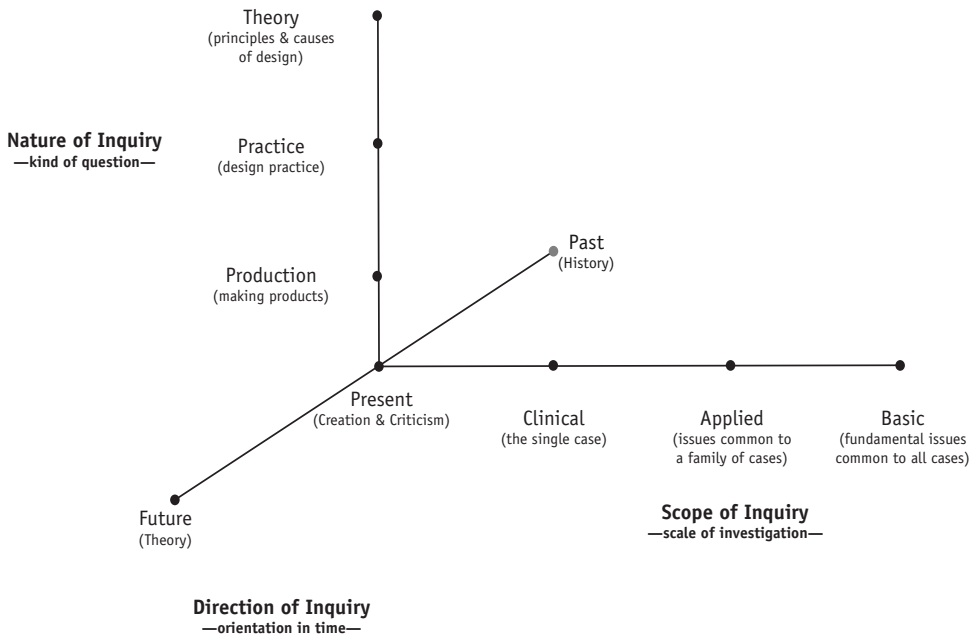 Theory
(principles & causes
of design)
Nature of Inquiry
—kind of question—
Practice
(design practice)
Past
(History)
Production
(making products)
Present
(Creation & Criticism)
Clinical
(the single case)
Applied
(issues common to
a family of cases)
Basic
(fundamental issues
common to all cases)
Future
(Theory)
Scope of Inquiry
—scale of investigation—
Direction of Inquiry
—orientation in time—